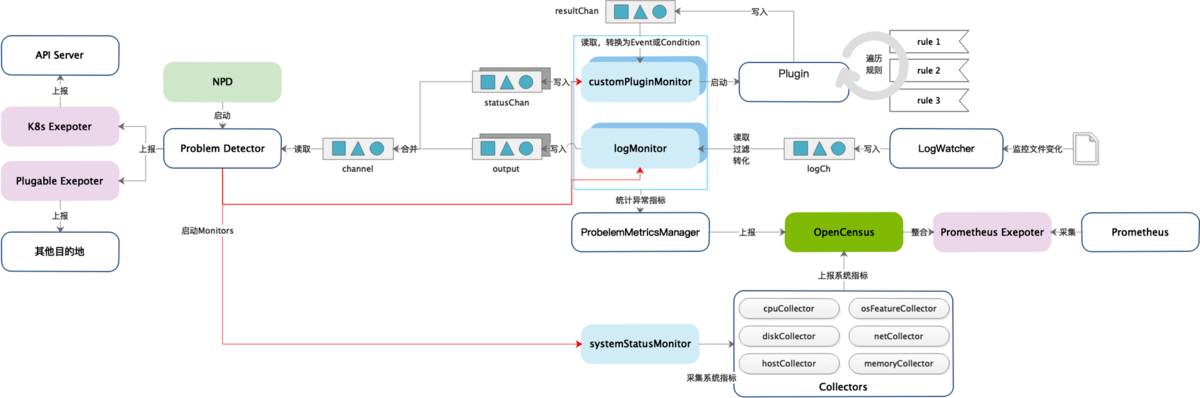 resultChan
写入
API Server
读取，转换为Event或Condition
rule 1
上报
NPD
遍历
规则
Plugin
rule 2
customPluginMonitor
启动
写入
statusChan
rule 3
启动
K8s Exepoter
上报
Problem Detector
读取
channel
合并
output
写入
logMonitor
读取
过滤
转化
logCh
写入
LogWatcher
监控文件变化
Plugable Exepoter
上报
统计异常指标
启动Monitors
其他目的地
ProbelemMetricsManager
上报
OpenCensus
整合
Prometheus Exepoter
采集
Prometheus
上报系统指标
cpuCollector
osFeatureCollector
diskCollector
netCollector
systemStatusMonitor
hostCollector
memoryCollector
采集系统指标
Collectors